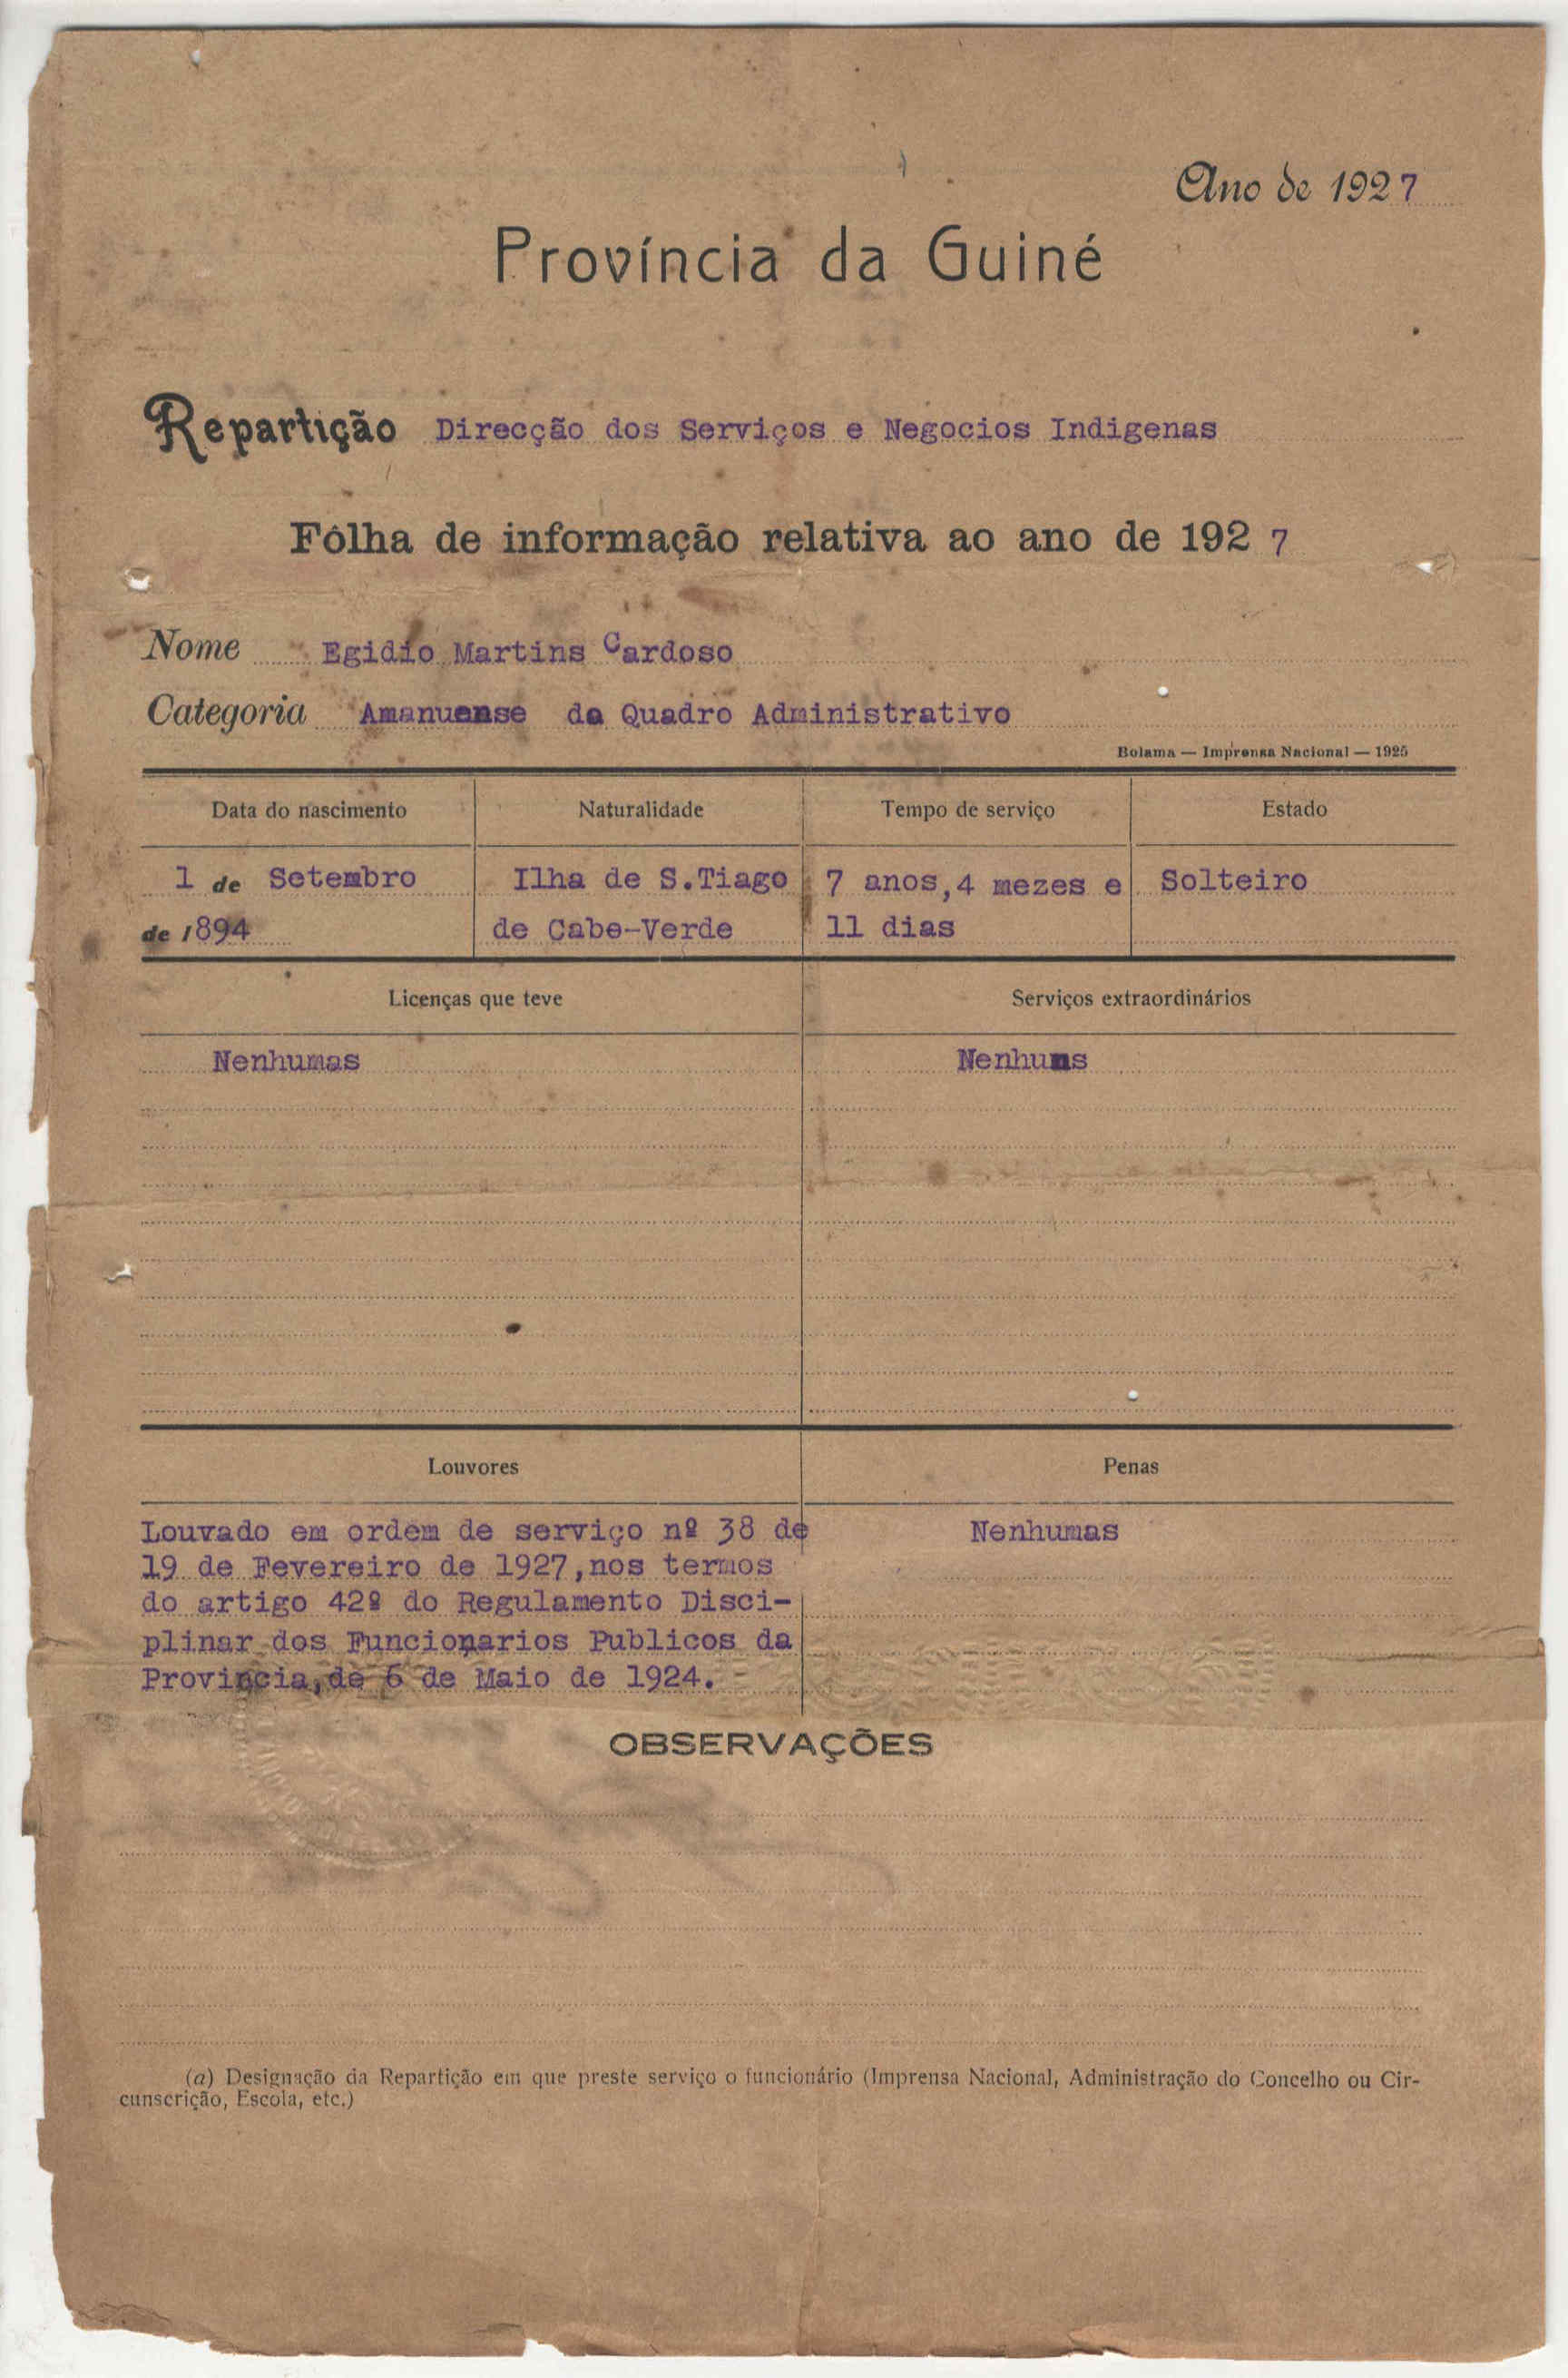 Ano de 1927
Província da Guiné
Repartição Direcção dos Serviços e Negocios Indigenas
Fôlha de informação relativa ao ano de 1927
Nome Egidio Martins Cardoso
Categoria Amanuense do Quadro Administrativo
Bolama — Imprensa Nacional — 1925
Data do nascimento Naturalidade Tempo de serviço Estado
1 de Setembro Ilha de S.Tiago 7 anos,4 mezes e Solteiro
de 1894 de Cabo-Verde 11 dias
Licenças que teve Serviços extraordinários
Nenhumas Nenhuns
Louvores Penas
Louvado em ordem de serviço nº 38 de Nenhumas
19 de Fevereiro de 1927,nos termos
do artigo 42º do Regulamento Disci-
plinar dos Funcionarios Publicos da
Provincia,de 6 de Maio de 1924.
OBSERVAÇÕES
(a) Designação da Repartição em que preste serviço o funcionário (Imprensa Nacional, Administração do Concelho ou Cir-
cunscrição, Escola, etc.)